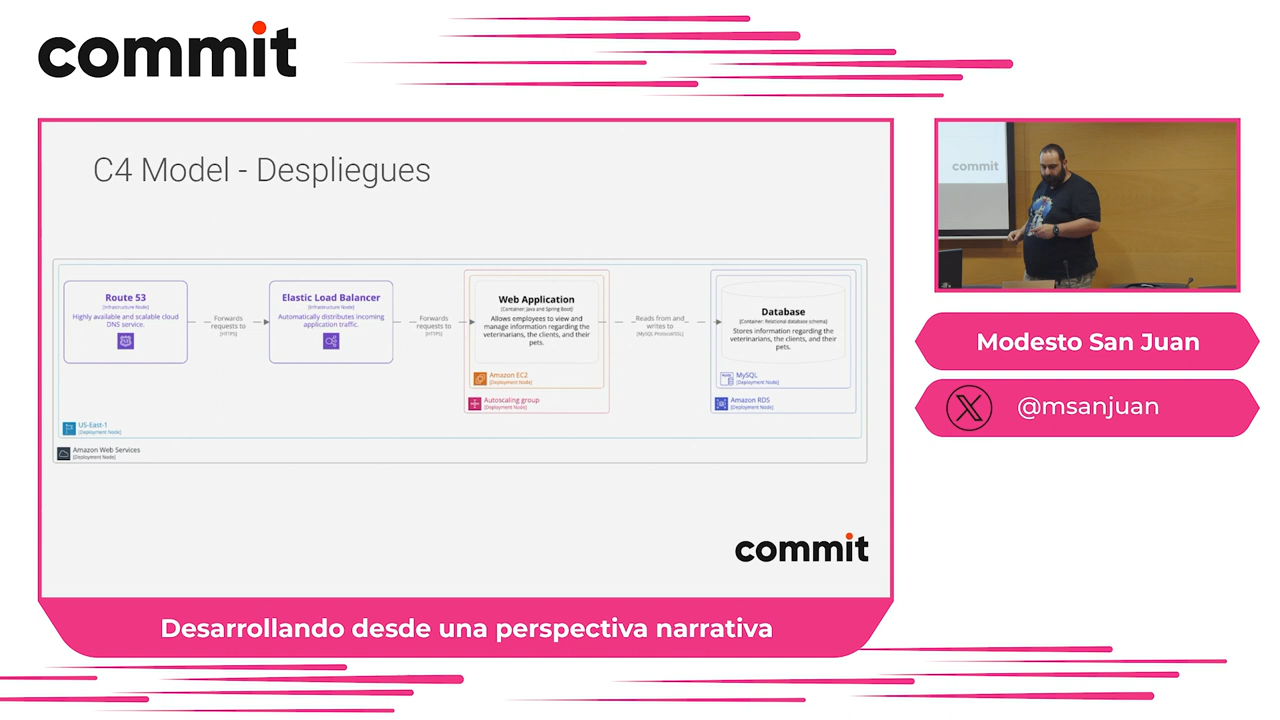 commit
C4 Model - Despliegues
Route 53
[Infrastructure Node]
Highly available and scalable cloud
DNS service.
Forwards
requests to
[HTTPS]
Elastic Load Balancer
[Infrastructure Node]
Automatically distributes incoming
application traffic.
Forwards
requests to
[HTTPS]
Web Application
[Container: Java and Spring Boot]
Allows employees to view and
manage information regarding the
veterinarians, the clients, and their
pets.
Amazon EC2
[Deployment Node]
Autoscaling group
[Deployment Node]
Reads from and
writes to
[MySQL Protocol/SSL]
Database
[Container: Relational database schema]
Stores information regarding the
veterinarians, the clients, and their
pets.
MySQL
[Deployment Node]
Amazon RDS
[Deployment Node]
US-East-1
[Deployment Node]
Amazon Web Services
[Deployment Node]
commit
Desarrollando desde una perspectiva narrativa
commit
Modesto San Juan
@msanjuan